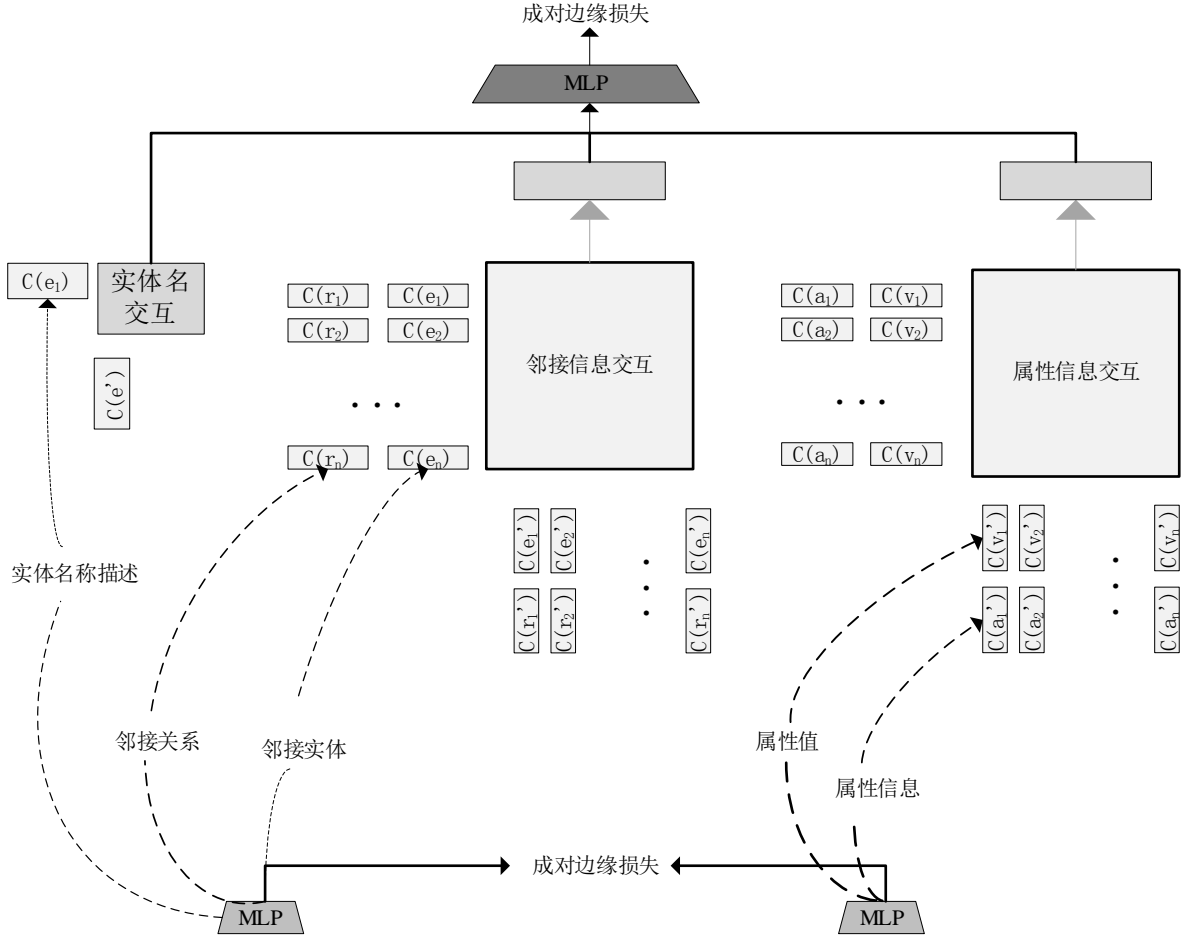 成对边缘损失
MLP
C(e₁)
实体名
交互
C(e')
C(r₁) C(e₁)
C(r₂) C(e₂)
...
C(rₙ) C(eₙ)
邻接信息交互
C(a₁) C(v₁)
C(a₂) C(v₂)
...
C(aₙ) C(vₙ)
属性信息交互
C(e₁') C(e₂') C(eₙ')
C(r₁') C(r₂') C(rₙ')
C(v₁') C(v₂') C(vₙ')
C(a₁') C(a₂') C(aₙ')
实体名称描述
邻接关系
邻接实体
属性值
属性信息
成对边缘损失
MLP
MLP